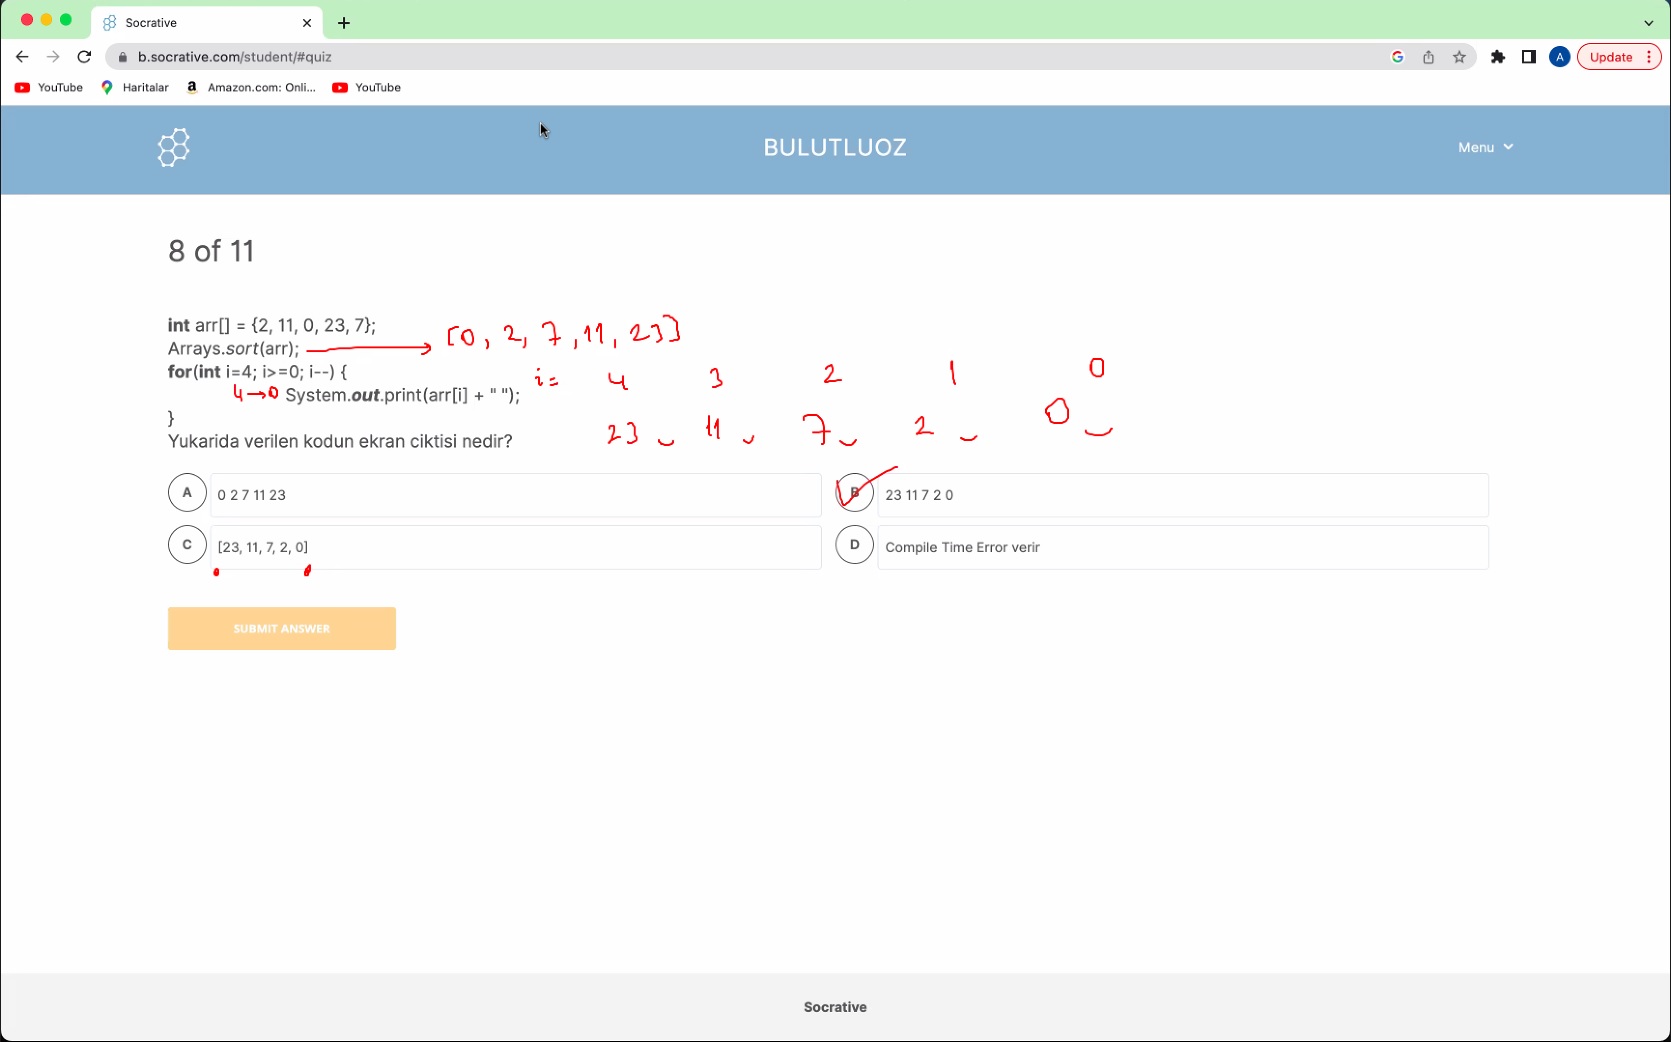 Socrative
b.socrative.com/student/#quiz
A
Update
YouTube
Haritalar
a
Amazon.com: Onli...
YouTube
BULUTLUOZ
Menu
8 of 11
int arr[] = {2, 11, 0, 23, 7};
Arrays.sort(arr);
[0, 2, 7, 11, 23]
for(int i=4; i>=0; i--) {
i= 4 3 2 1 0
4→0
System.out.print(arr[i] + " ");
}
23 11 7 2 0
Yukarida verilen kodun ekran ciktisi nedir?
A 0 2 7 11 23
B 23 11 7 2 0
C [23, 11, 7, 2, 0]
D Compile Time Error verir
SUBMIT ANSWER
Socrative